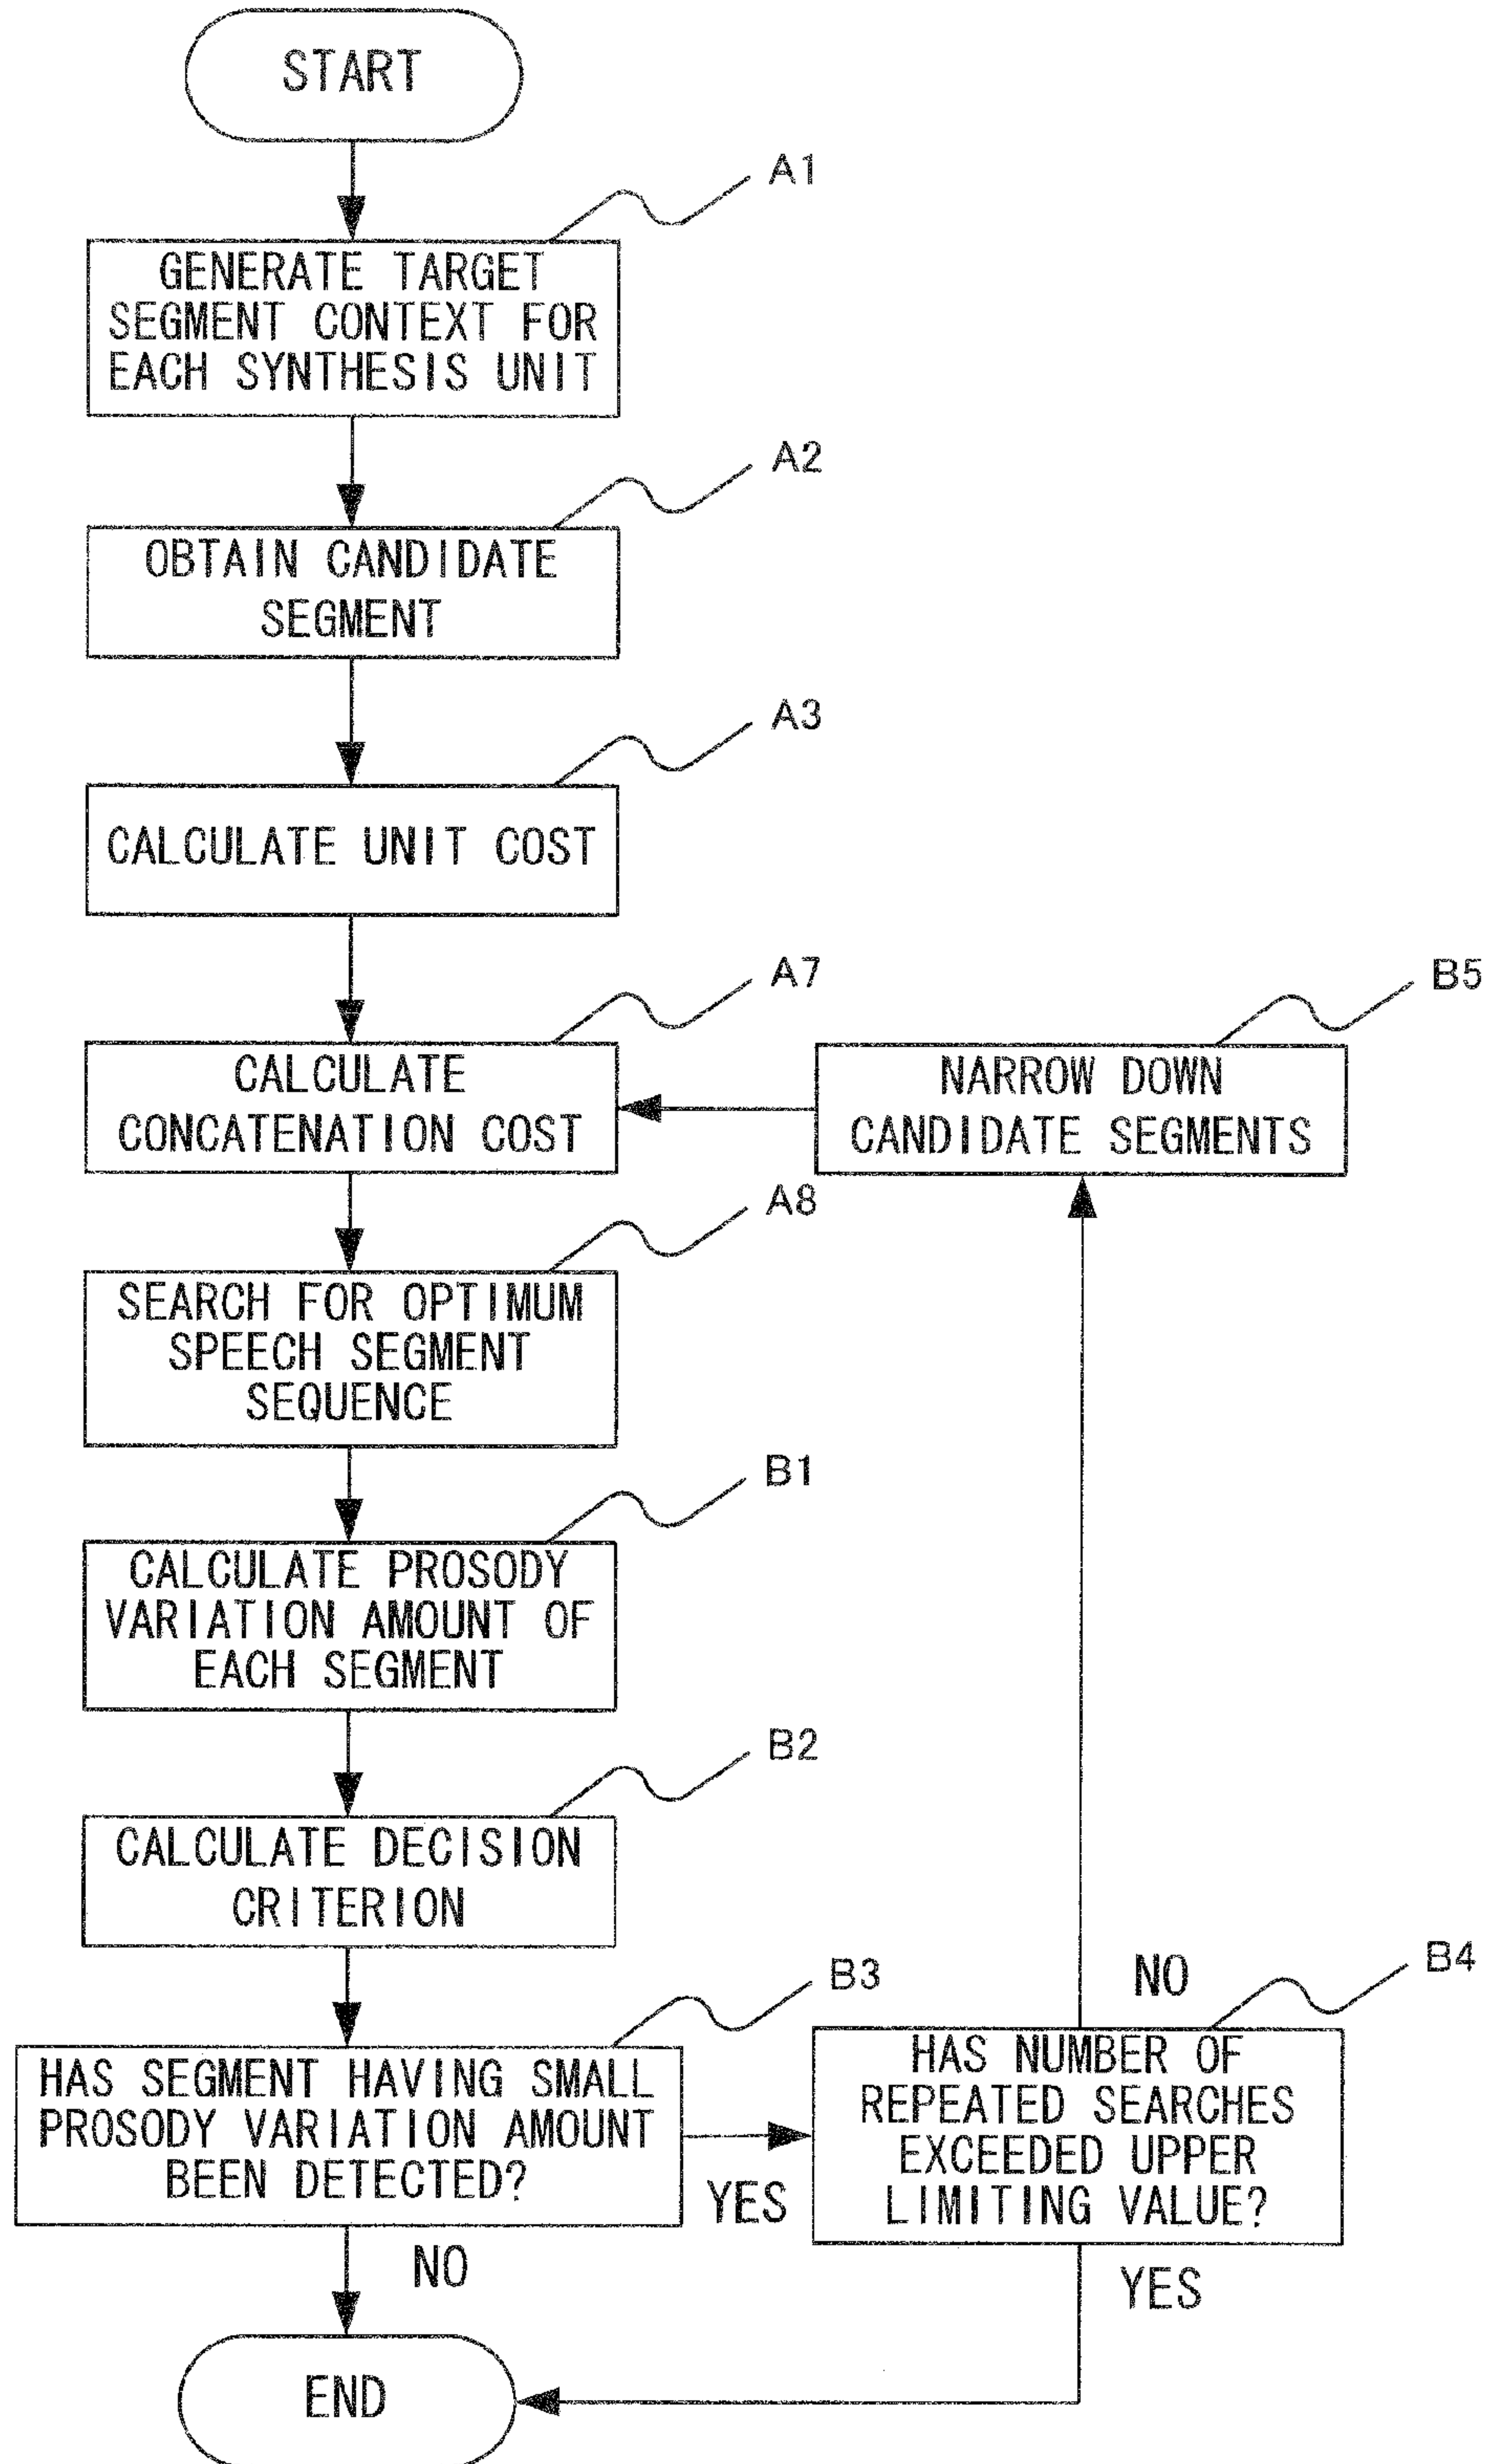 START
A1
GENERATE TARGET
SEGMENT CONTEXT FOR
EACH SYNTHESIS UNIT
A2
OBTAIN CANDIDATE
SEGMENT
A3
CALCULATE UNIT COST
A7
CALCULATE
CONCATENATION COST
B5
NARROW DOWN
CANDIDATE SEGMENTS
A8
SEARCH FOR OPTIMUM
SPEECH SEGMENT
SEQUENCE
B1
CALCULATE PROSODY
VARIATION AMOUNT OF
EACH SEGMENT
B2
CALCULATE DECISION
CRITERION
B3
HAS SEGMENT HAVING SMALL
PROSODY VARIATION AMOUNT
BEEN DETECTED?
YES
NO
B4
NO
HAS NUMBER OF
REPEATED SEARCHES
EXCEEDED UPPER
LIMITING VALUE?
YES
END